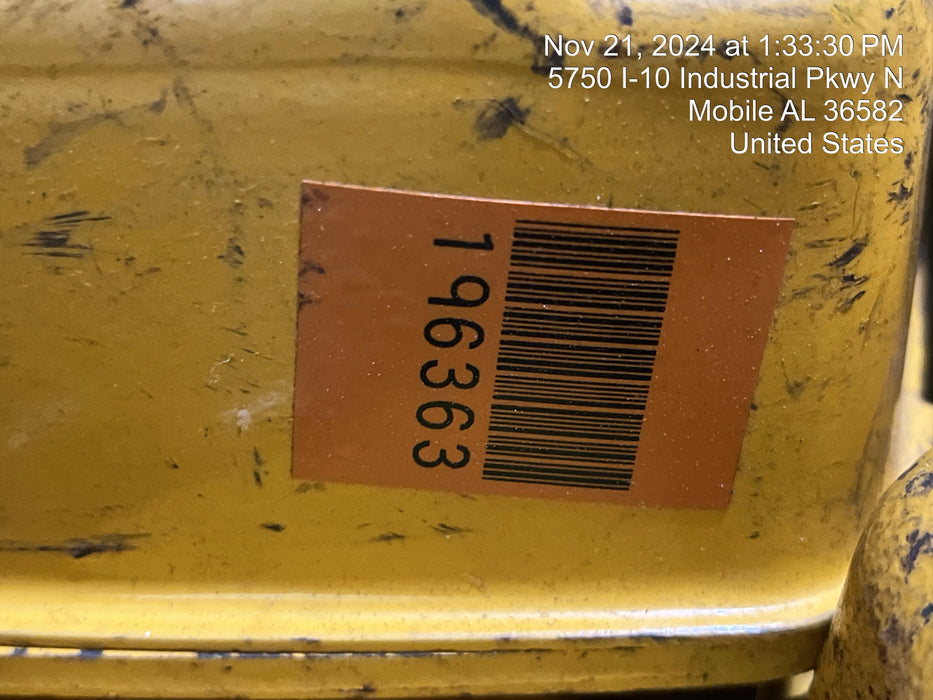 Nov 21, 2024 at 1:33:30 PM
5750 I-10 Industrial Pkwy N
Mobile AL 36582
United States
196363